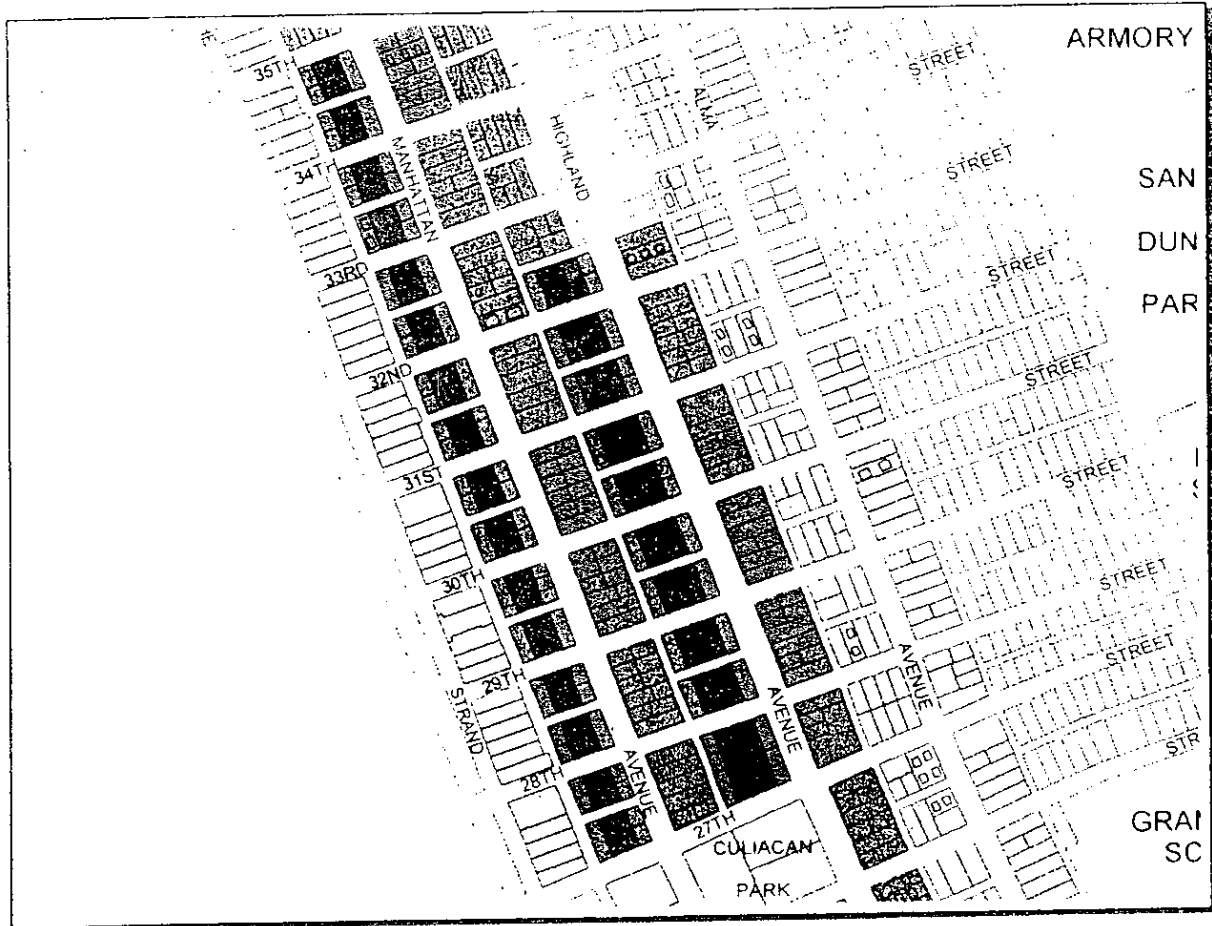 ARMORY
STREET
35TH
ALMA
HIGHLAND
MANHATTAN
STREET
34TH
SAN
DUN
33RD
STREET
PAR
32ND
STREET
31ST
STREET
30TH
STREET
29TH
STREET
STRAND
AVENUE
AVENUE
STR
28TH
AVENUE
27TH
CULIACAN
PARK
GRAN
SC